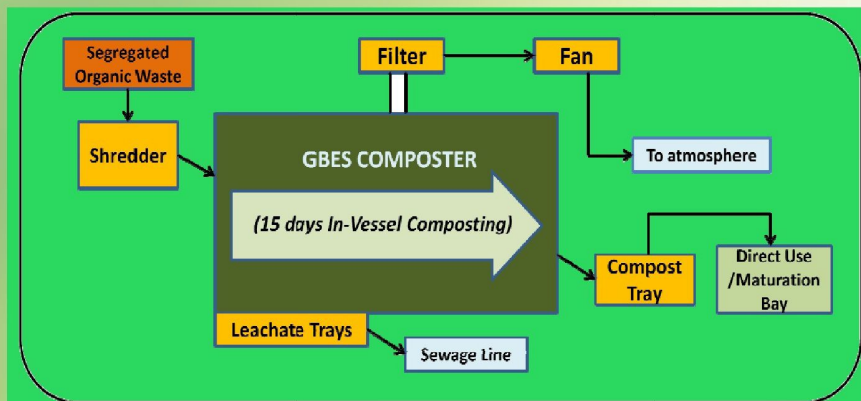 Segregated
Organic Waste
Filter
Fan
Shredder
GBES COMPOSTER
To atmosphere
(15 days In-Vessel Composting)
Compost
Tray
Direct Use
/Maturation
Bay
Leachate Trays
Sewage Line